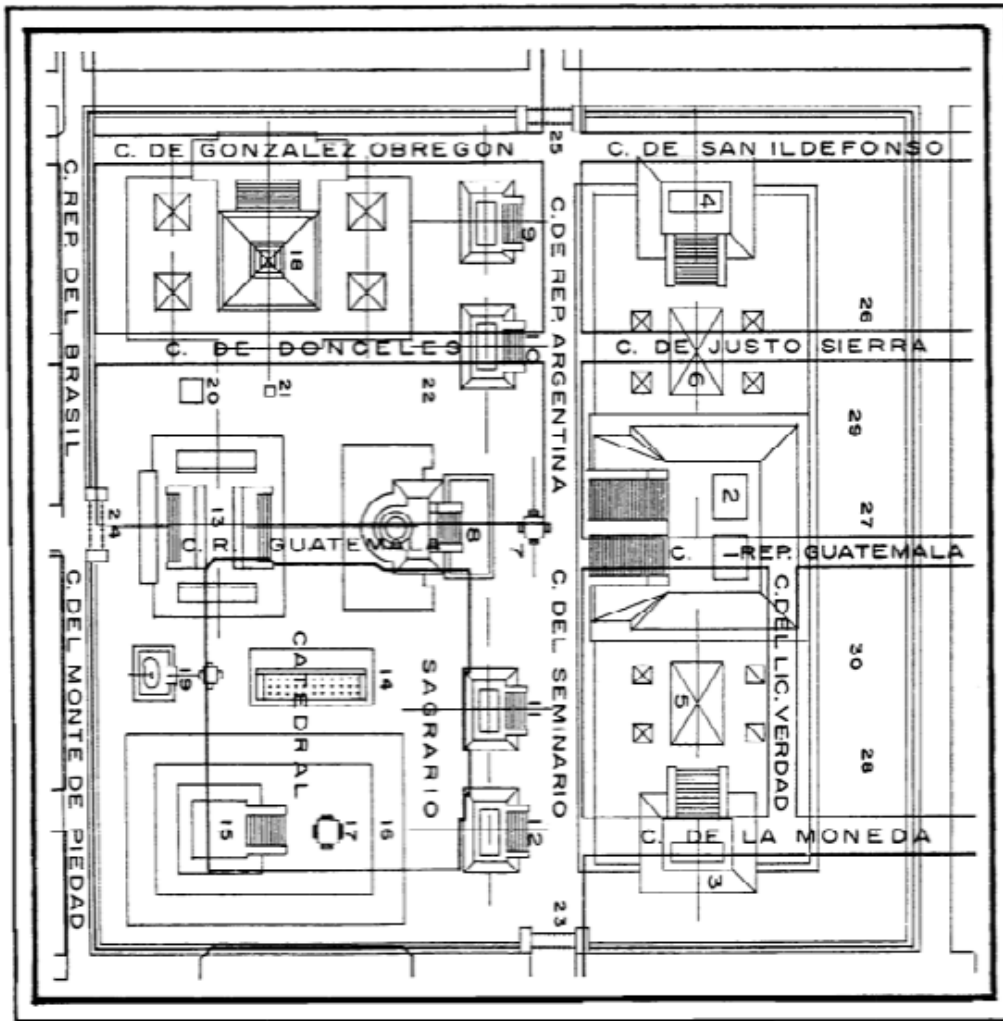 C. DE GONZALEZ OBREGON
C. DE SAN ILDEFONSO
25
C. REP. DEL BRASIL
C. DE REP. ARGENTINA
18
9
4
C. DE DONCELES
10
C. DE JUSTO SIERRA
26
6
20
21
22
29
2
24
13
8
7
27
C. R. GUATEMALA
C. REP. GUATEMALA
C. DEL MONTE DE PIEDAD
CATEDRAL
SAGRARIO
C. DEL SEMINARIO
C. DEL LIC. VERDAD
19
14
11
5
30
28
15
17
16
12
C. DE LA MONEDA
3
23